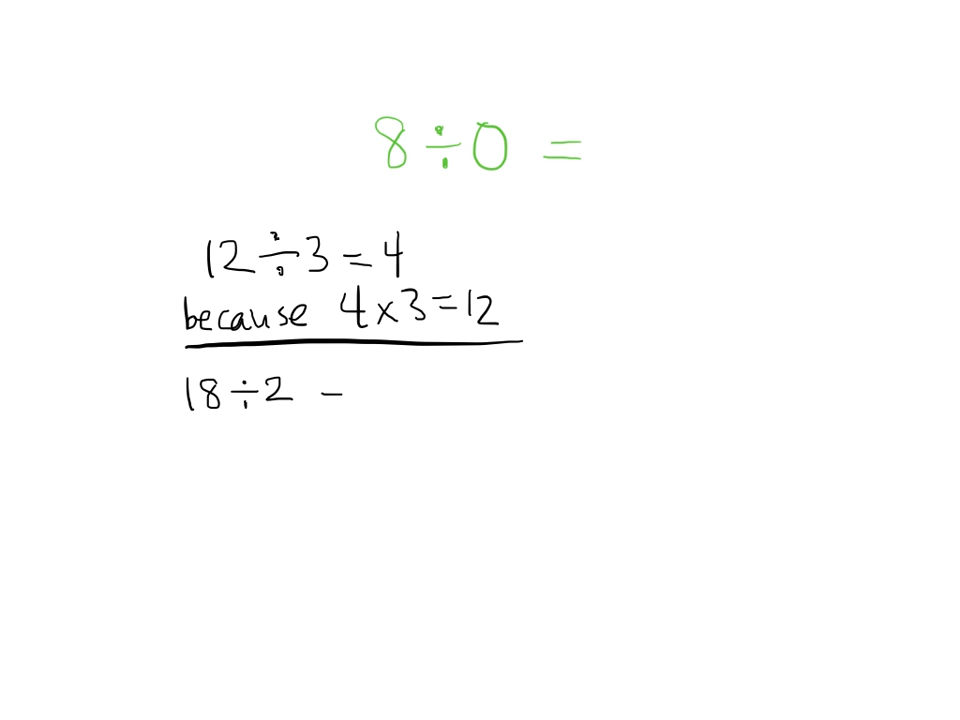 8÷0 =
12÷3=4
because 4×3=12
18÷2 -